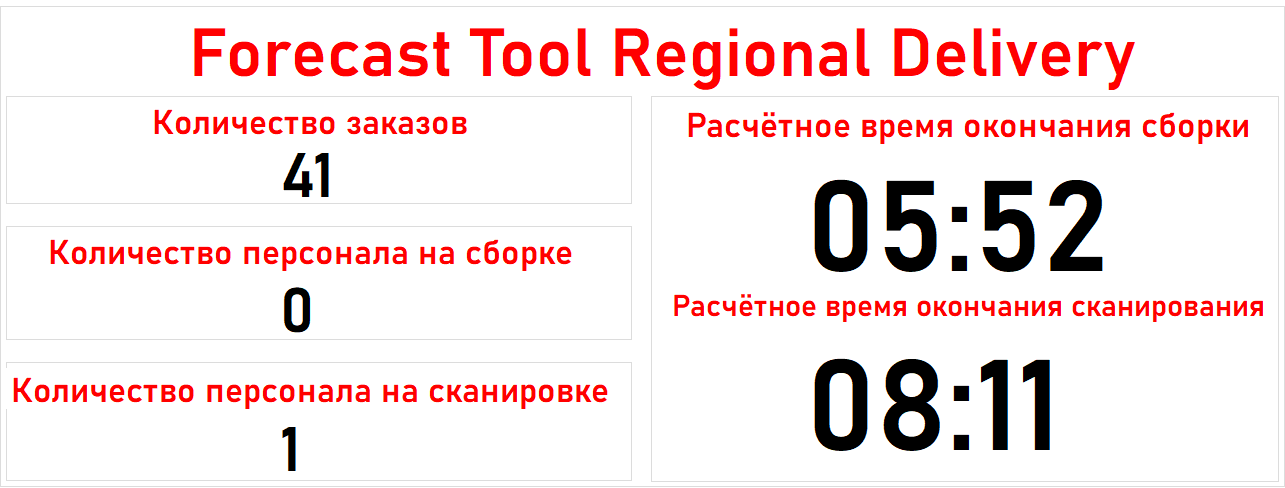 Forecast Tool Regional Delivery
Количество заказов
41
Количество персонала на сборке
0
Количество персонала на сканировке
1
Расчётное время окончания сборки
05:52
Расчётное время окончания сканирования
08:11